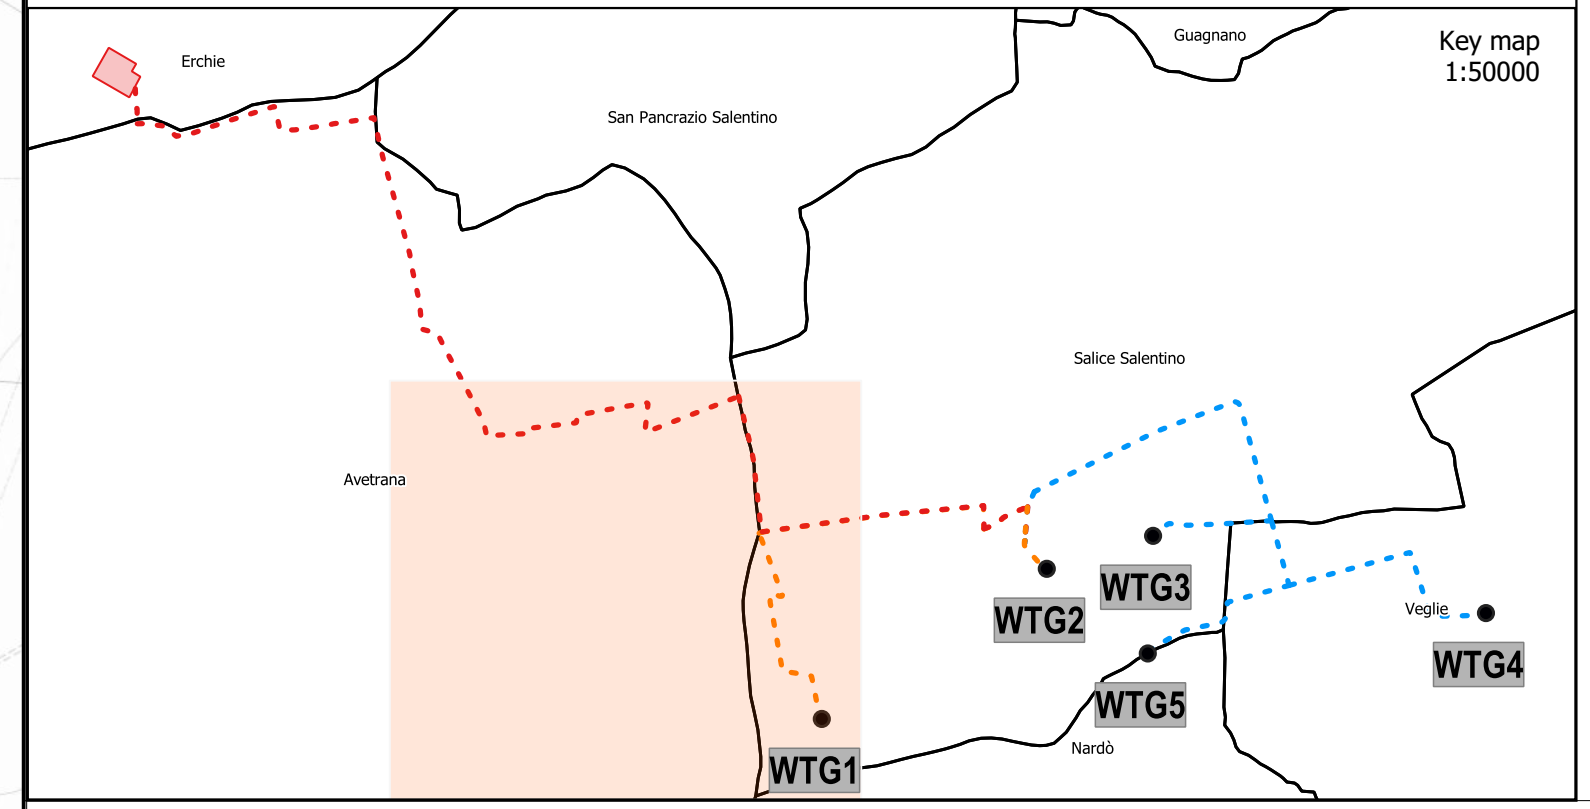 Guagnano
Key map
1:50000
Erchie
San Pancrazio Salentino
Salice Salentino
Avetrana
WTG3
WTG2
Veglie
WTG4
WTG5
Nardò
WTG1